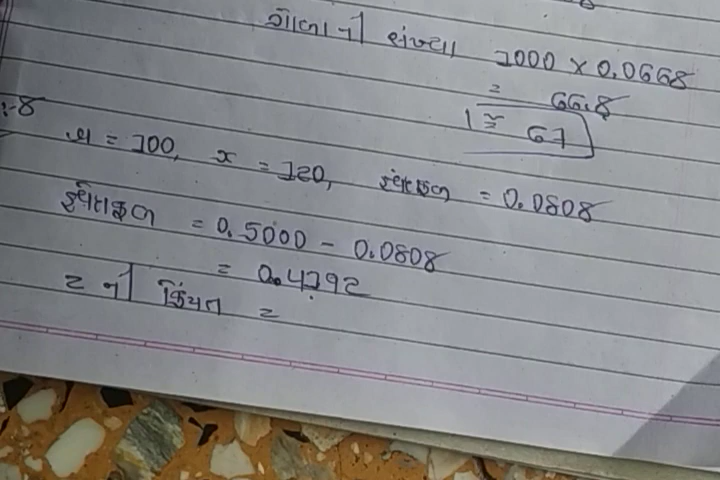 ગોળાની સંખ્યા 1000 × 0.0668
= 66.8
≅ 67
:-8
μ = 100, x = 120, ક્ષેત્રફળ = 0.0808
ક્ષેત્રફળ = 0.5000 - 0.0808
= 0.4192
z ની કિંમત =